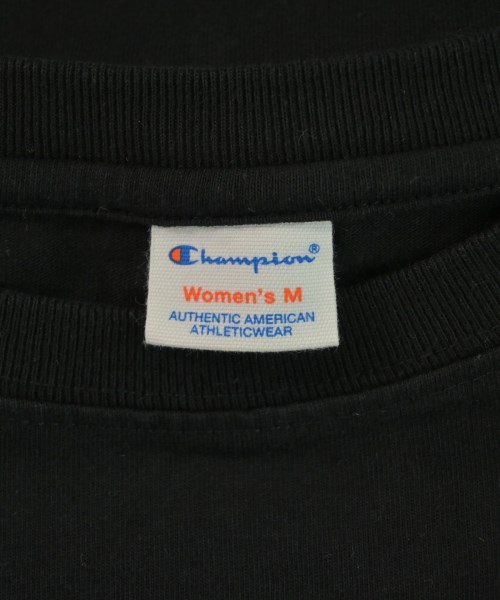 Champion®
Women's M
AUTHENTIC AMERICAN
ATHLETICWEAR